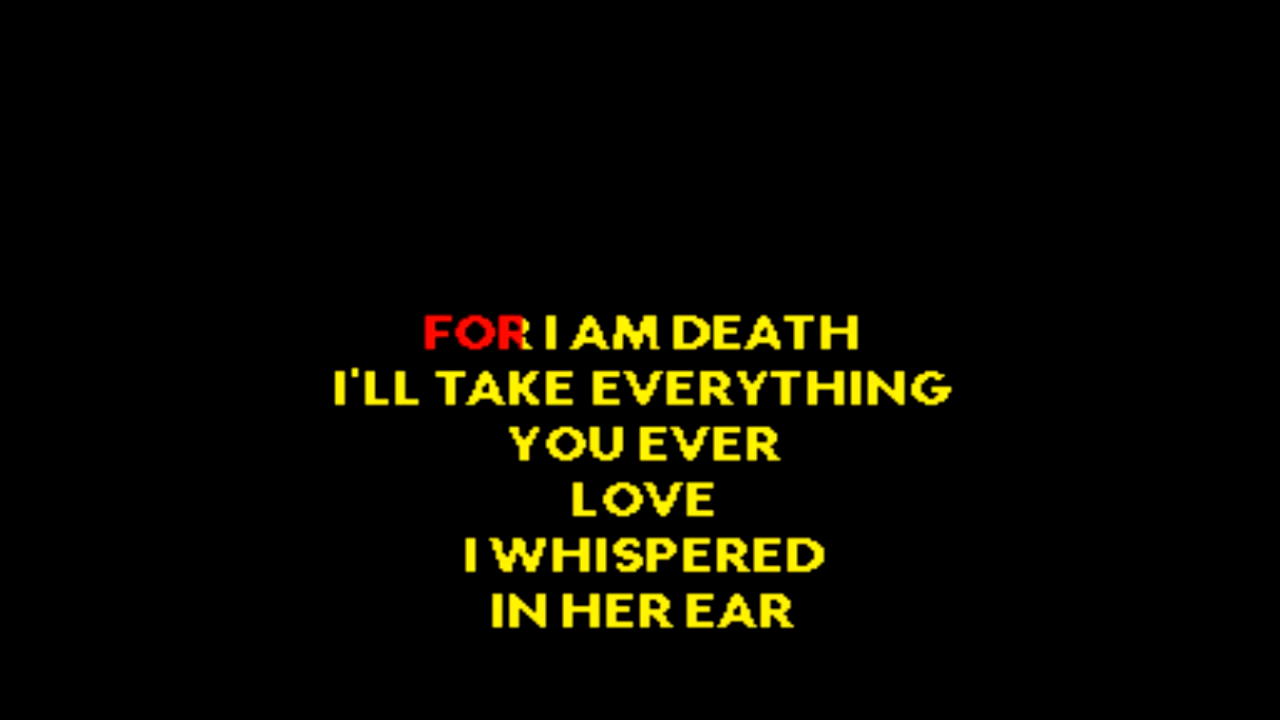 FOR I AM DEATH
I'LL TAKE EVERYTHING
YOU EVER
LOVE
I WHISPERED
IN HER EAR